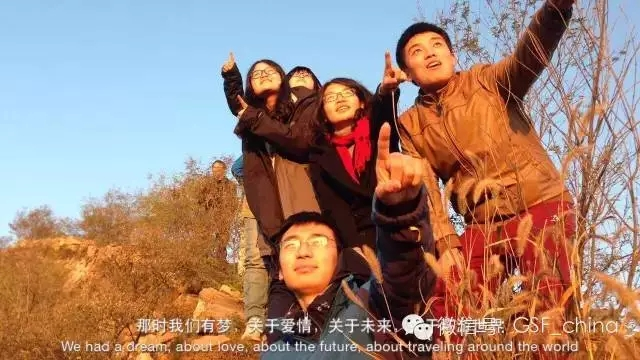 那时我们有梦，关于爱情，关于未来，
GSF_china
We had a dream, about love, about the future, about traveling around the world